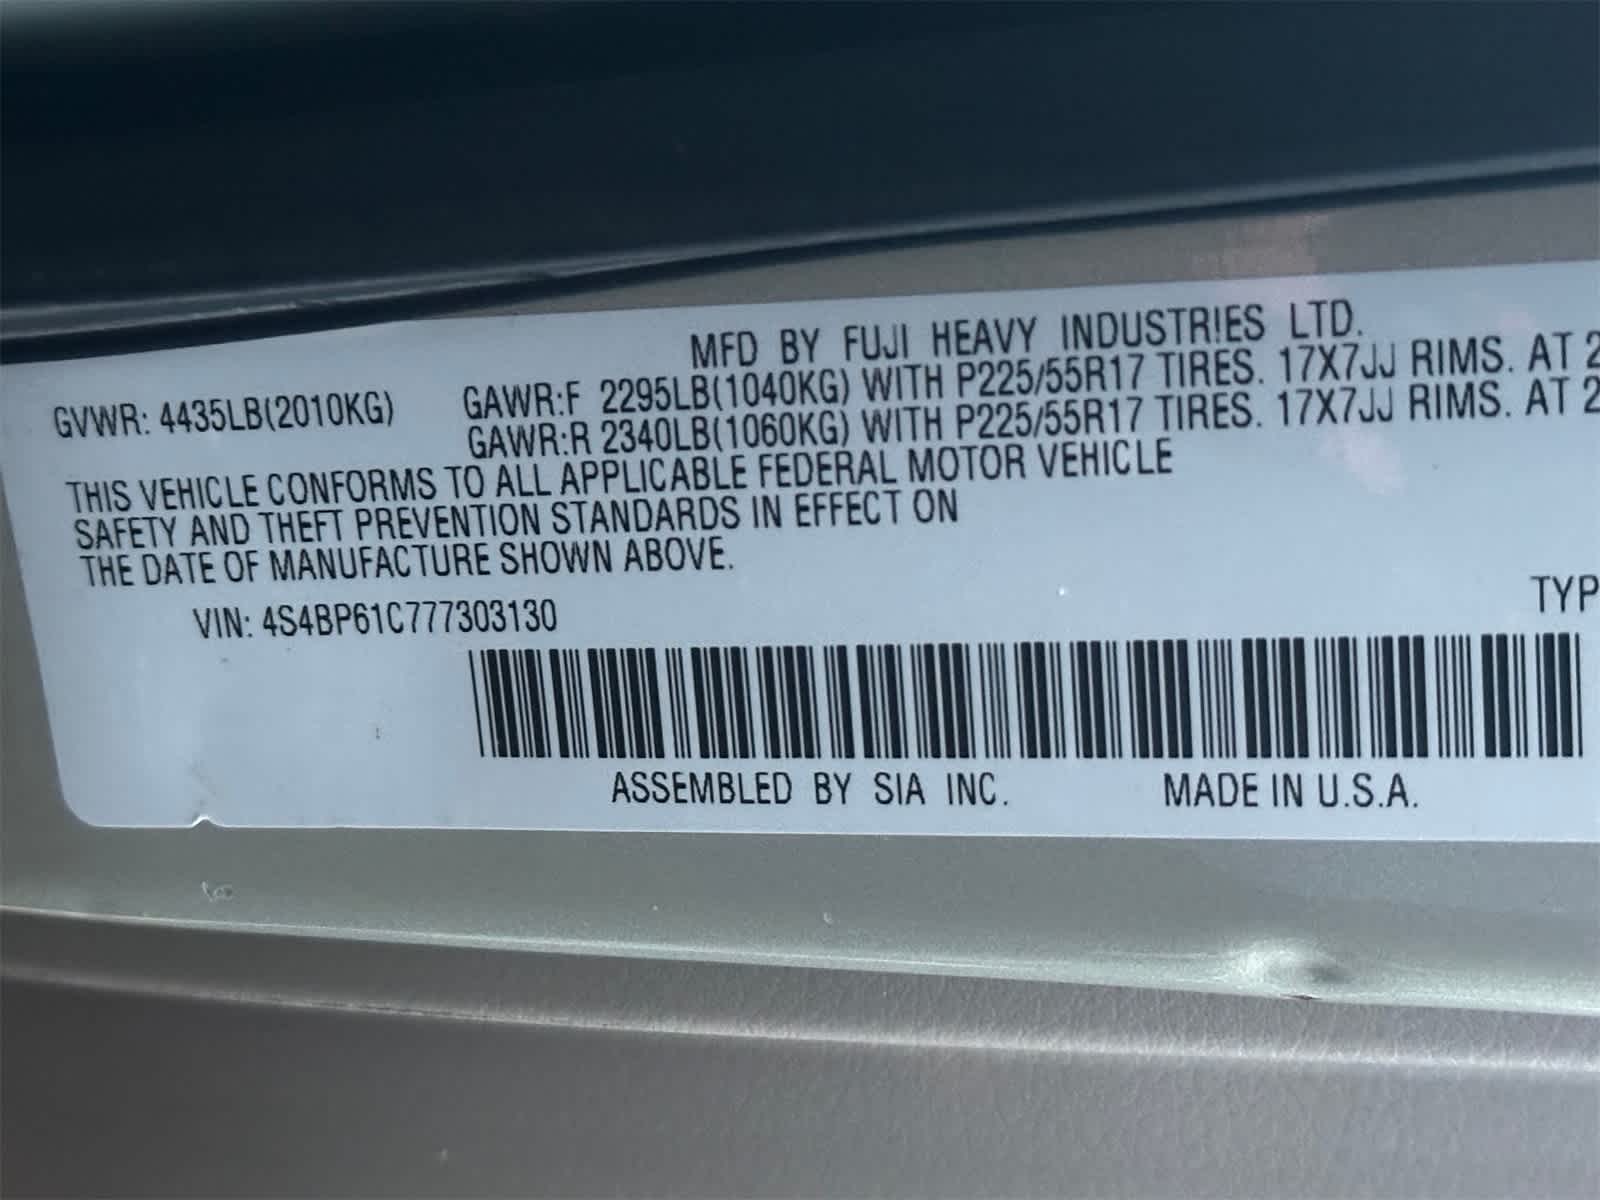 MFD BY FUJI HEAVY INDUSTRIES LTD.
GVWR: 4435LB(2010KG) GAWR:F 2295LB(1040KG) WITH P225/55R17 TIRES. 17X7JJ RIMS. AT 2
GAWR:R 2340LB(1060KG) WITH P225/55R17 TIRES. 17X7JJ RIMS. AT 2
THIS VEHICLE CONFORMS TO ALL APPLICABLE FEDERAL MOTOR VEHICLE
SAFETY AND THEFT PREVENTION STANDARDS IN EFFECT ON
THE DATE OF MANUFACTURE SHOWN ABOVE.
VIN: 4S4BP61C777303130
TYP
ASSEMBLED BY SIA INC. MADE IN U.S.A.